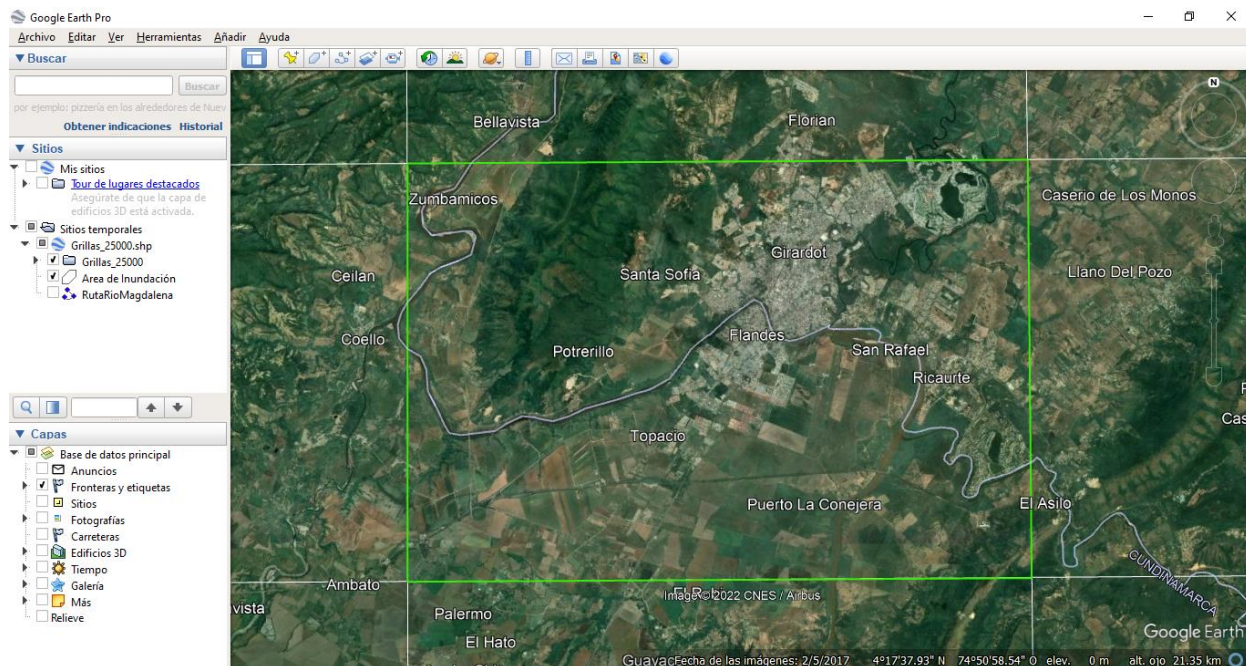 Google Earth Pro
Archivo Editar Ver Herramientas Añadir Ayuda
Buscar
Buscar
por ejemplo: pizzería en los alrededores de Nuev
Obtener indicaciones Historial
Sitios
Mis sitios
Tour de lugares destacados
Asegúrate de que la capa de
edificios 3D está activada.
Sitios temporales
Grillas_25000.shp
Grillas_25000
Area de Inundación
RutaRioMagdalena
Capas
Base de datos principal
Anuncios
Fronteras y etiquetas
Sitios
Fotografías
Carreteras
Edificios 3D
Tiempo
Galería
Más
Relieve
N
Bellavista
Florian
Zumbamicos
Caserio de Los Monos
Girardot
Ceilan
Santa Sofia
Llano Del Pozo
Coello
Flandes
Potrerillo
San Rafael
Ricaurte
Cas
Topacio
Puerto La Conejera
El Asilo
CUNDINAMARCA
Ambato
ivista
Image © 2022 CNES / Airbus
Palermo
Google Earth
El Hato
Guayac
Fecha de las imágenes: 2/5/2017 4°17'37.93" N 74°50'58.54" O elev. 0 m alt. ojo 21.35 km